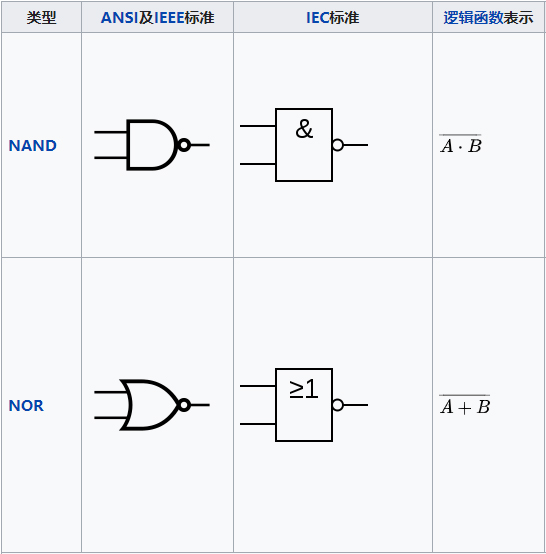 类型 ANSI及IEEE标准 IEC标准 逻辑函数表示
NAND & $\overline{A \cdot B}$
NOR ≥1 $\overline{A + B}$